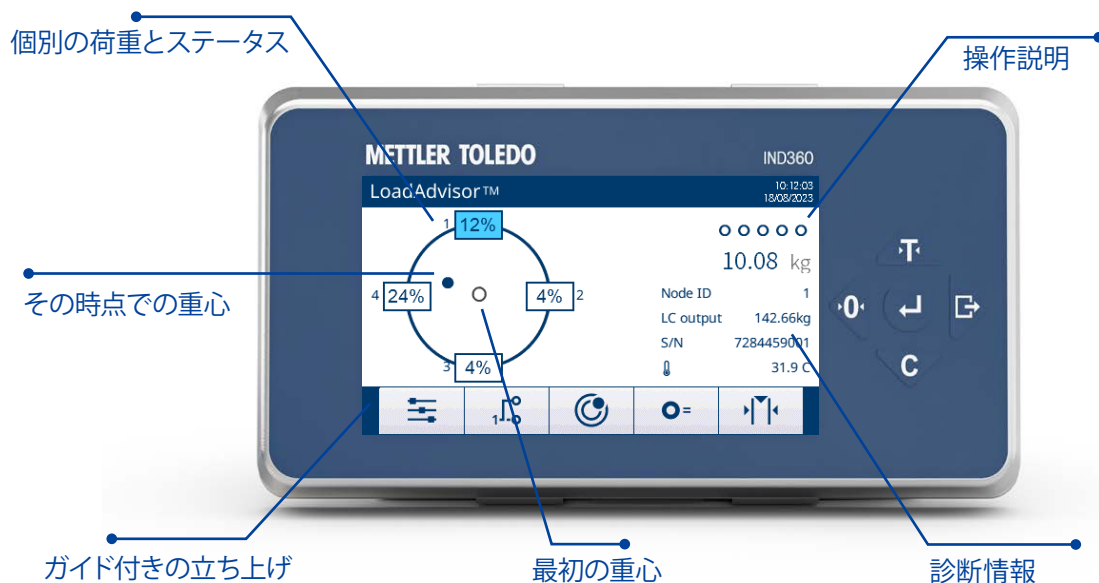 個別の荷重とステータス
操作説明
METTLER TOLEDO
IND360
LoadAdvisor™
10:12:03
18/08/2023
1 12%
10.08 kg
その時点での重心
4 24%
4% 2
Node ID 1
LC output 142.66kg
S/N 7284459001
31.9 C
3 4%
1
=
T
0
C
ガイド付きの立ち上げ
最初の重心
診断情報